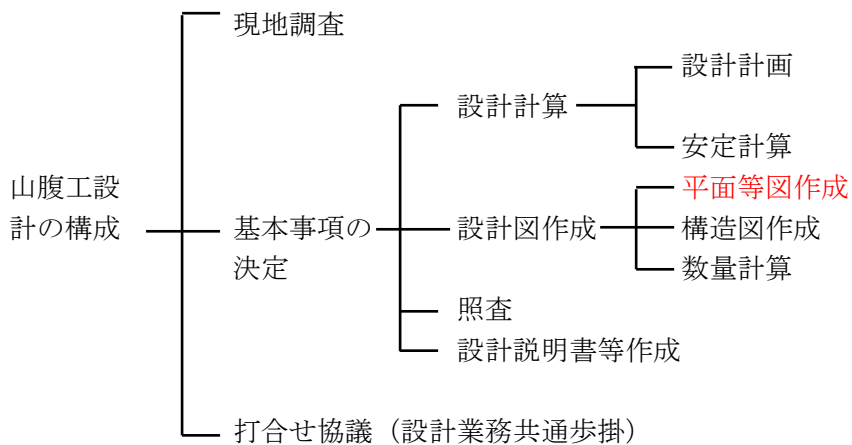 現地調査
設計計画
設計計算
安定計算
山腹工設
計の構成
平面等図作成
基本事項の
決定
設計図作成
構造図作成
数量計算
照査
設計説明書等作成
打合せ協議（設計業務共通歩掛）